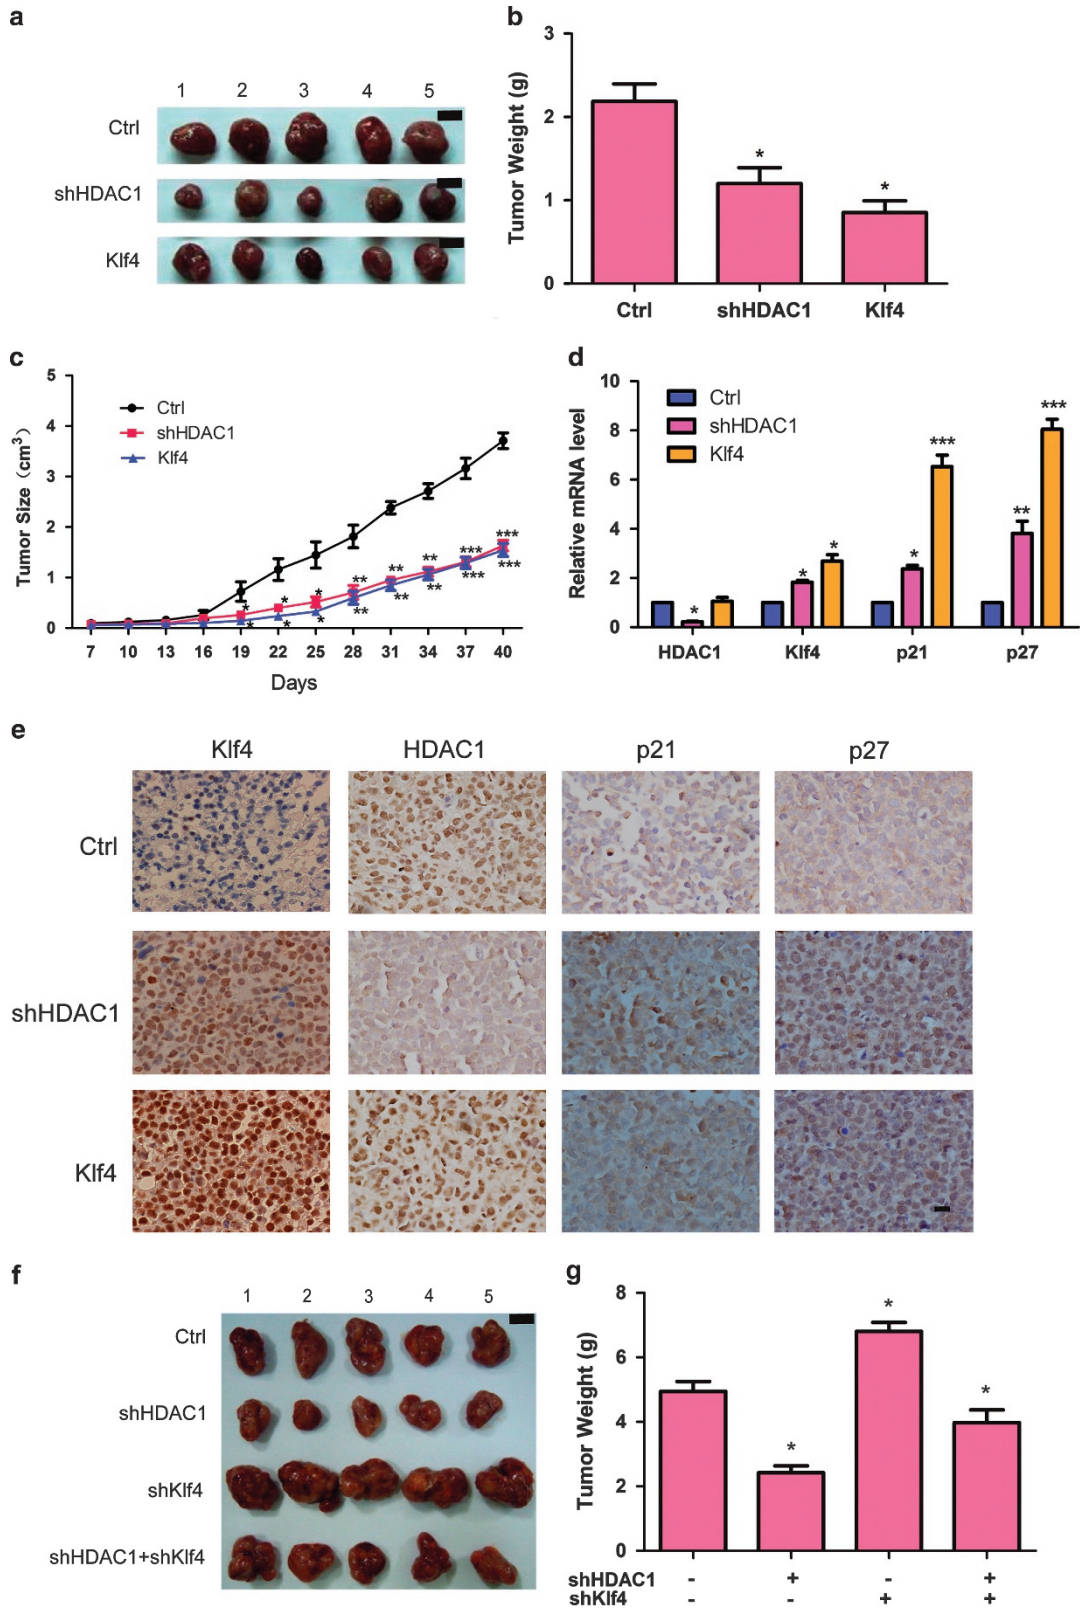 a
1 2 3 4 5
Ctrl
shHDAC1
Klf4
b
Tumor Weight (g)
3
2
1
0
*
*
Ctrl shHDAC1 Klf4
c
Tumor Size (cm3)
5
4
3
2
1
0
Ctrl
shHDAC1
Klf4
* * * ** ** ** *** ***
* * * ** ** ** *** ***
7 10 13 16 19 22 25 28 31 34 37 40
Days
d
Relative mRNA level
10
8
6
4
2
0
Ctrl
shHDAC1
Klf4
* * * * *** ** ***
HDAC1 Klf4 p21 p27
e
Klf4 HDAC1 p21 p27
Ctrl
shHDAC1
Klf4
f
1 2 3 4 5
Ctrl
shHDAC1
shKlf4
shHDAC1+shKlf4
g
Tumor Weight (g)
8
6
4
2
0
* * *
shHDAC1 - + - +
shKlf4 - - + +